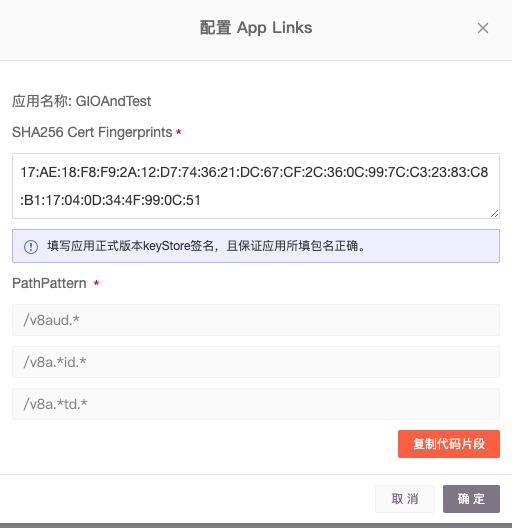 配置 App Links
应用名称: GIOAndTest
SHA256 Cert Fingerprints *
17:AE:18:F8:F9:2A:12:D7:74:36:21:DC:67:CF:2C:36:0C:99:7C:C3:23:83:C8
:B1:17:04:0D:34:4F:99:0C:51
填写应用正式版本keyStore签名，且保证应用所填包名正确。
PathPattern *
/v8aud.*
/v8a.*id.*
/v8a.*td.*
复制代码片段
取 消
确 定